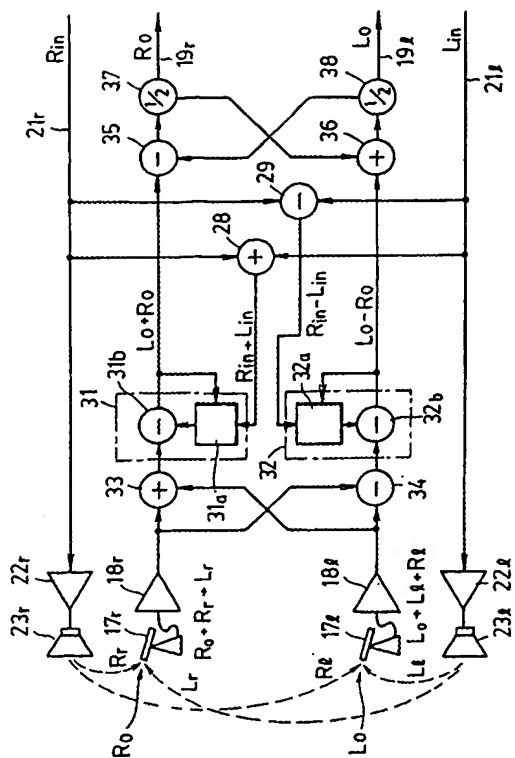 Rin
21r
22r
23r
Ro
19r
37
1/2
35
−
Lo+Ro
31
31b
−
31a
33
+
18r
17r
Ro+Rr+Lr
Rr
Lr
Ro
29
−
28
+
Rin+Lin
Rin−Lin
Lo
19ℓ
38
1/2
36
+
Lo−Ro
32
32a
32b
−
34
−
18ℓ
17ℓ
Lo+Lℓ+Rℓ
Rℓ
Lℓ
Lo
Lin
21ℓ
22ℓ
23ℓ